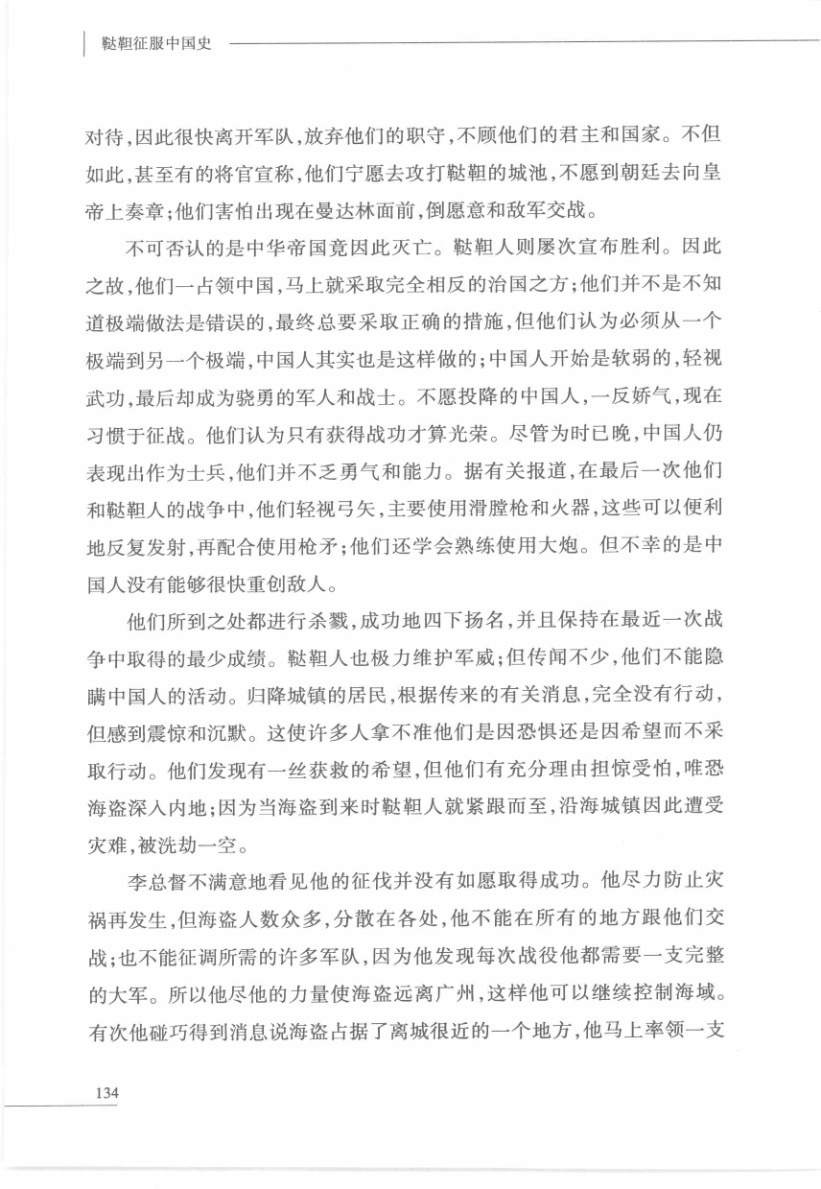 鞑靼征服中国史
对待,因此很快离开军队,放弃他们的职守,不顾他们的君主和国家。不但
如此,甚至有的将官宣称,他们宁愿去攻打鞑靼的城池,不愿到朝廷去向皇
帝上奏章;他们害怕出现在曼达林面前,倒愿意和敌军交战。
不可否认的是中华帝国竟因此灭亡。鞑靼人则屡次宣布胜利。因此
之故,他们一占领中国,马上就采取完全相反的治国之方;他们并不是不知
道极端做法是错误的,最终总要采取正确的措施,但他们认为必须从一个
极端到另一个极端,中国人其实也是这样做的;中国人开始是软弱的,轻视
武功,最后却成为骁勇的军人和战士。不愿投降的中国人,一反娇气,现在
习惯于征战。他们认为只有获得战功才算光荣。尽管为时已晚,中国人仍
表现出作为士兵,他们并不乏勇气和能力。据有关报道,在最后一次他们
和鞑靼人的战争中,他们轻视弓矢,主要使用滑膛枪和火器,这些可以便利
地反复发射,再配合使用枪矛;他们还学会熟练使用大炮。但不幸的是中
国人没有能够很快重创敌人。
他们所到之处都进行杀戮,成功地四下扬名,并且保持在最近一次战
争中取得的最少成绩。鞑靼人也极力维护军威;但传闻不少,他们不能隐
瞒中国人的活动。归降城镇的居民,根据传来的有关消息,完全没有行动,
但感到震惊和沉默。这使许多人拿不准他们是因恐惧还是因希望而不采
取行动。他们发现有一丝获救的希望,但他们有充分理由担惊受怕,唯恐
海盗深入内地;因为当海盗到来时鞑靼人就紧跟而至,沿海城镇因此遭受
灾难,被洗劫一空。
李总督不满意地看见他的征伐并没有如愿取得成功。他尽力防止灾
祸再发生,但海盗人数众多,分散在各处,他不能在所有的地方跟他们交
战;也不能征调所需的许多军队,因为他发现每次战役他都需要一支完整
的大军。所以他尽他的力量使海盗远离广州,这样他可以继续控制海域。
有次他碰巧得到消息说海盗占据了离城很近的一个地方,他马上率领一支
134